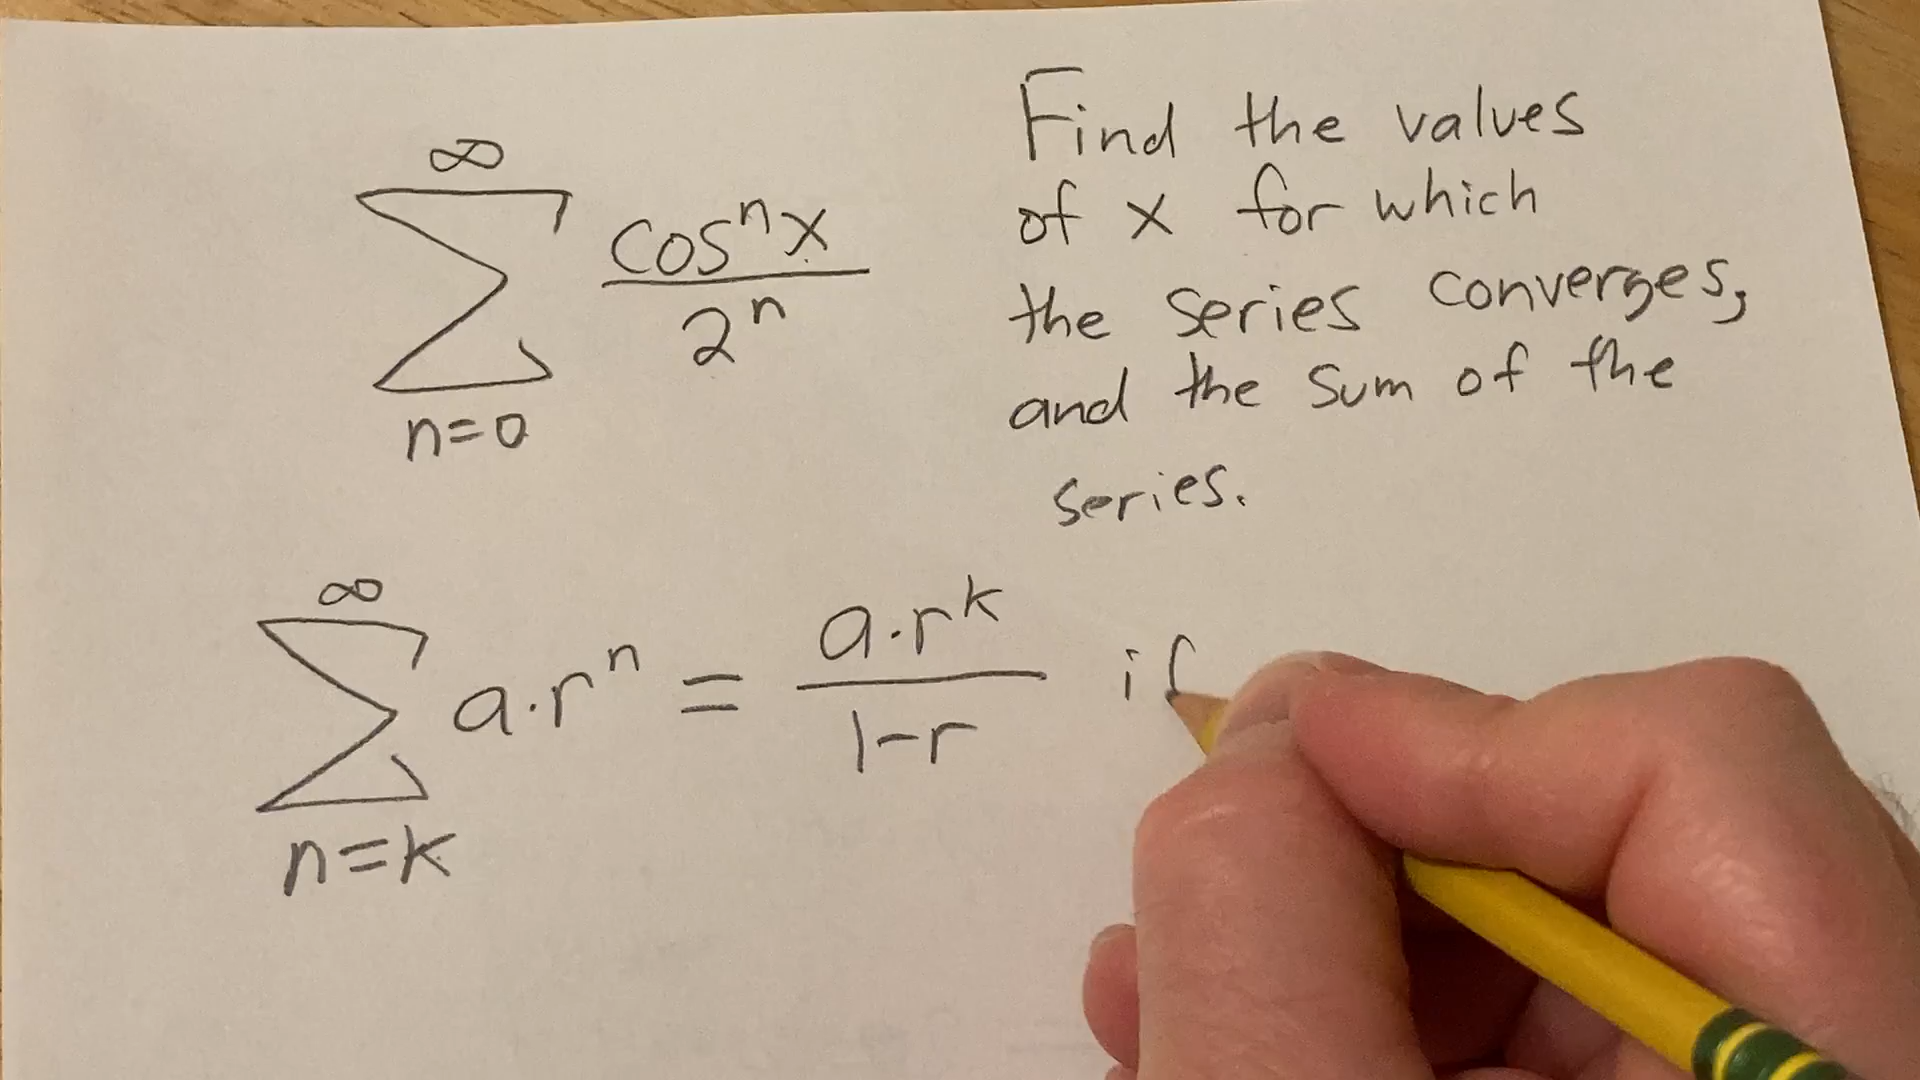 ∞
Σ cosⁿx / 2ⁿ
n=0
Find the values
of x for which
the series converges,
and the sum of the
series.
∞
Σ a·rⁿ = a·rᵏ / 1-r if
n=k